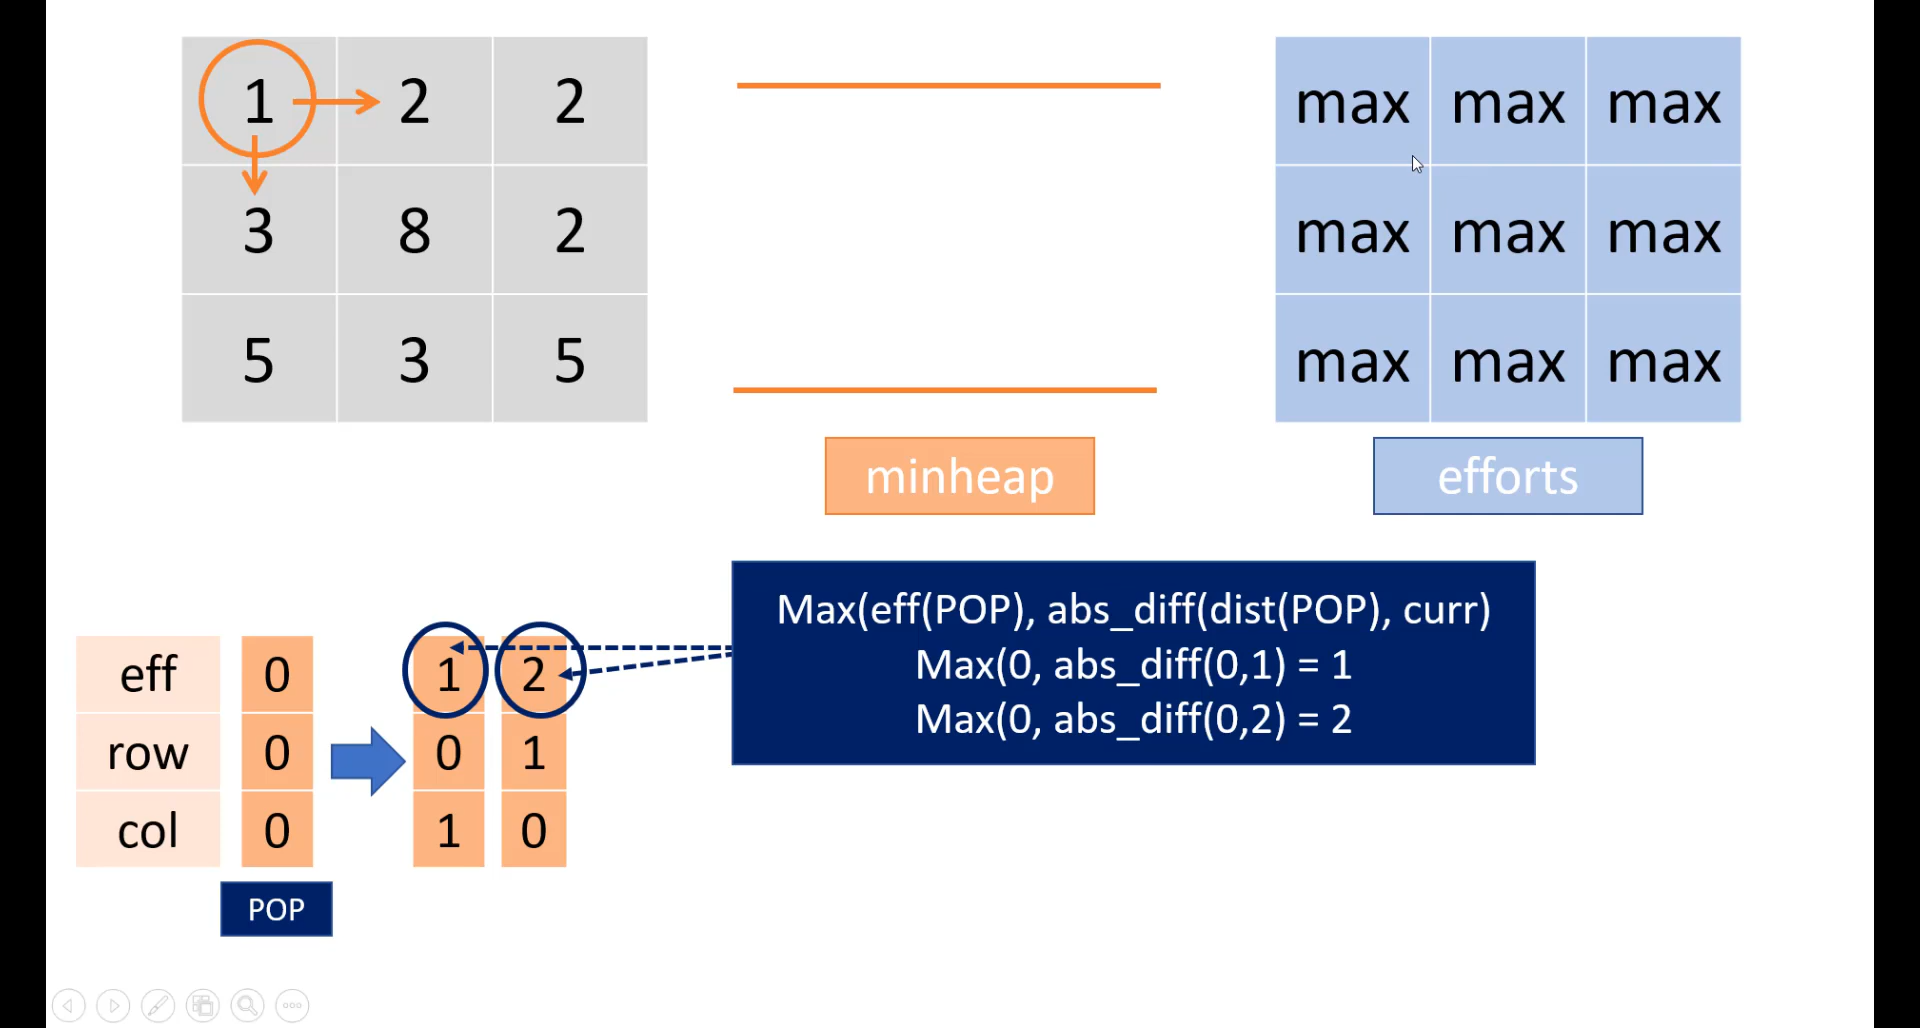 1 2 2
3 8 2
5 3 5
max max max
max max max
max max max
minheap
efforts
Max(eff(POP), abs_diff(dist(POP), curr)
Max(0, abs_diff(0,1) = 1
Max(0, abs_diff(0,2) = 2
eff 0 1 2
row 0 0 1
col 0 1 0
POP